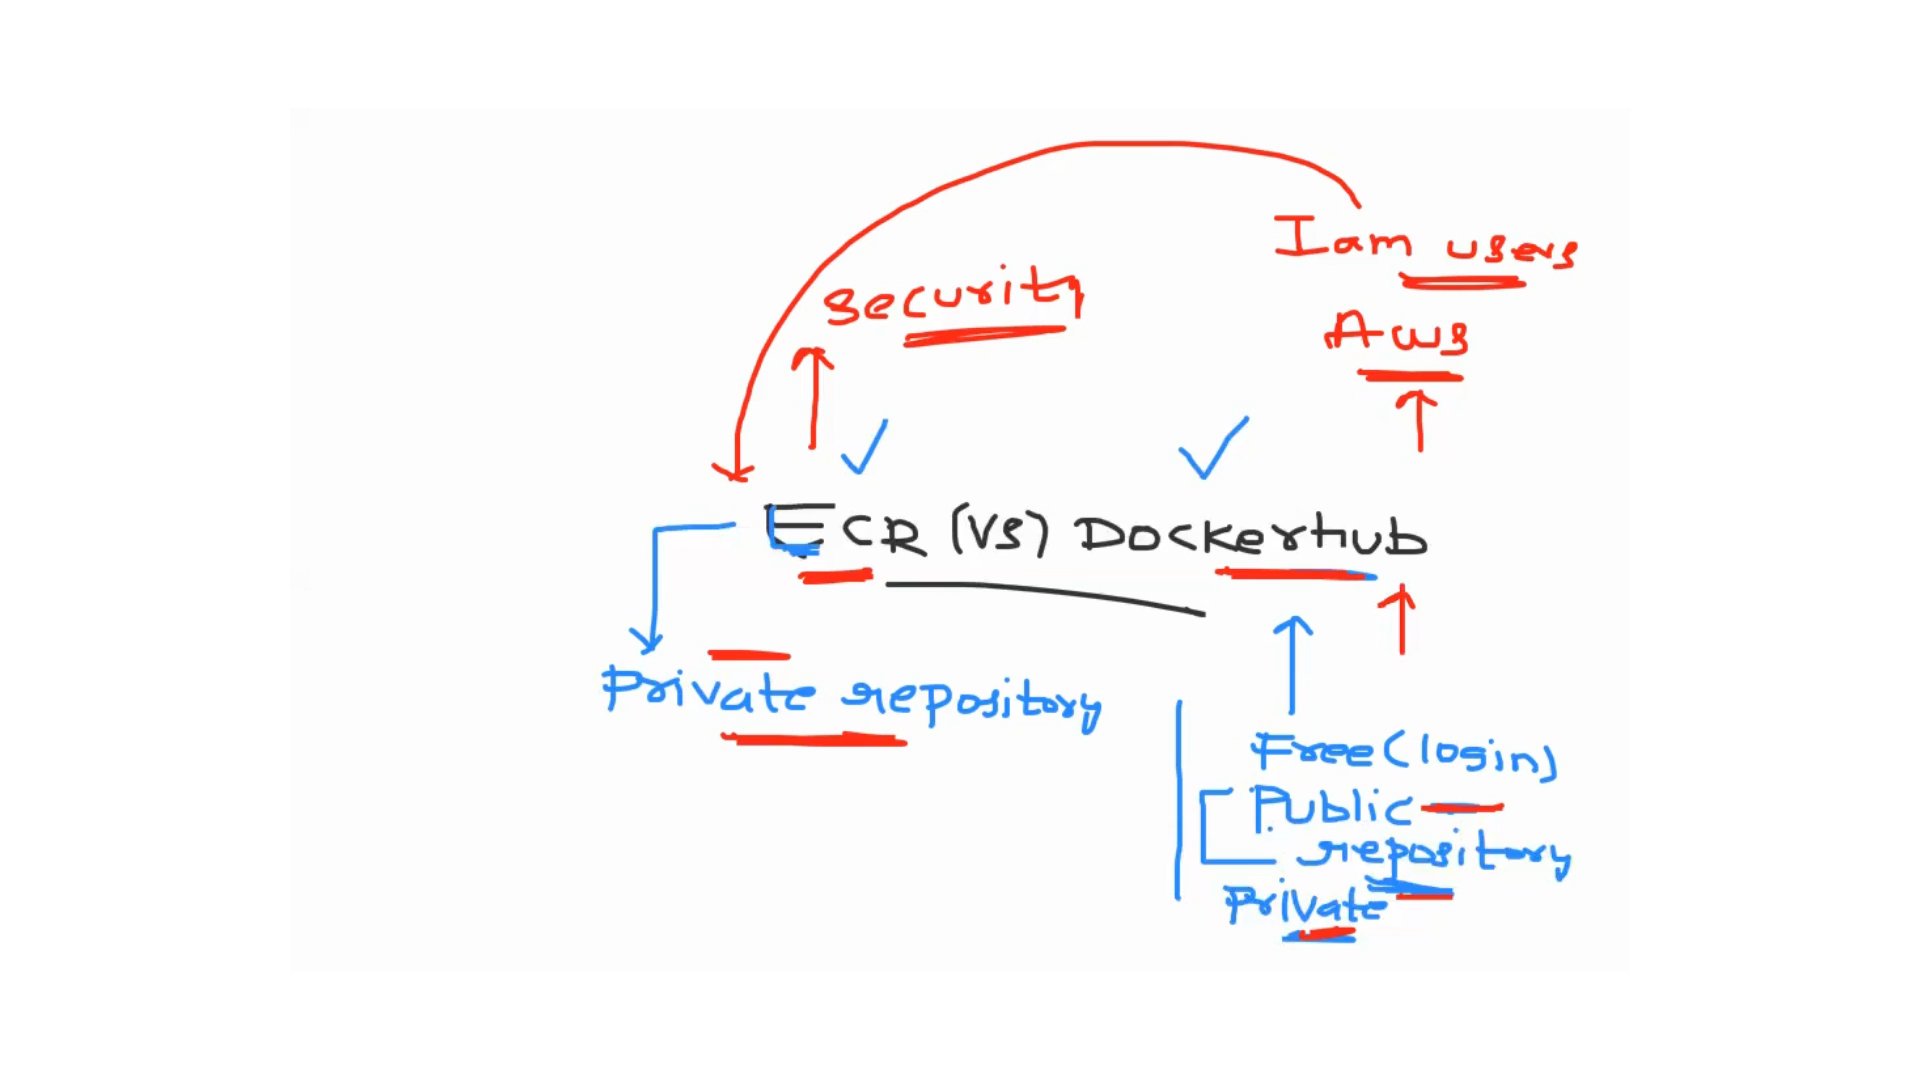 Iam users
security
Aws
ECR (VS) Dockerhub
Private repository
Free (login)
Public
repository
Private